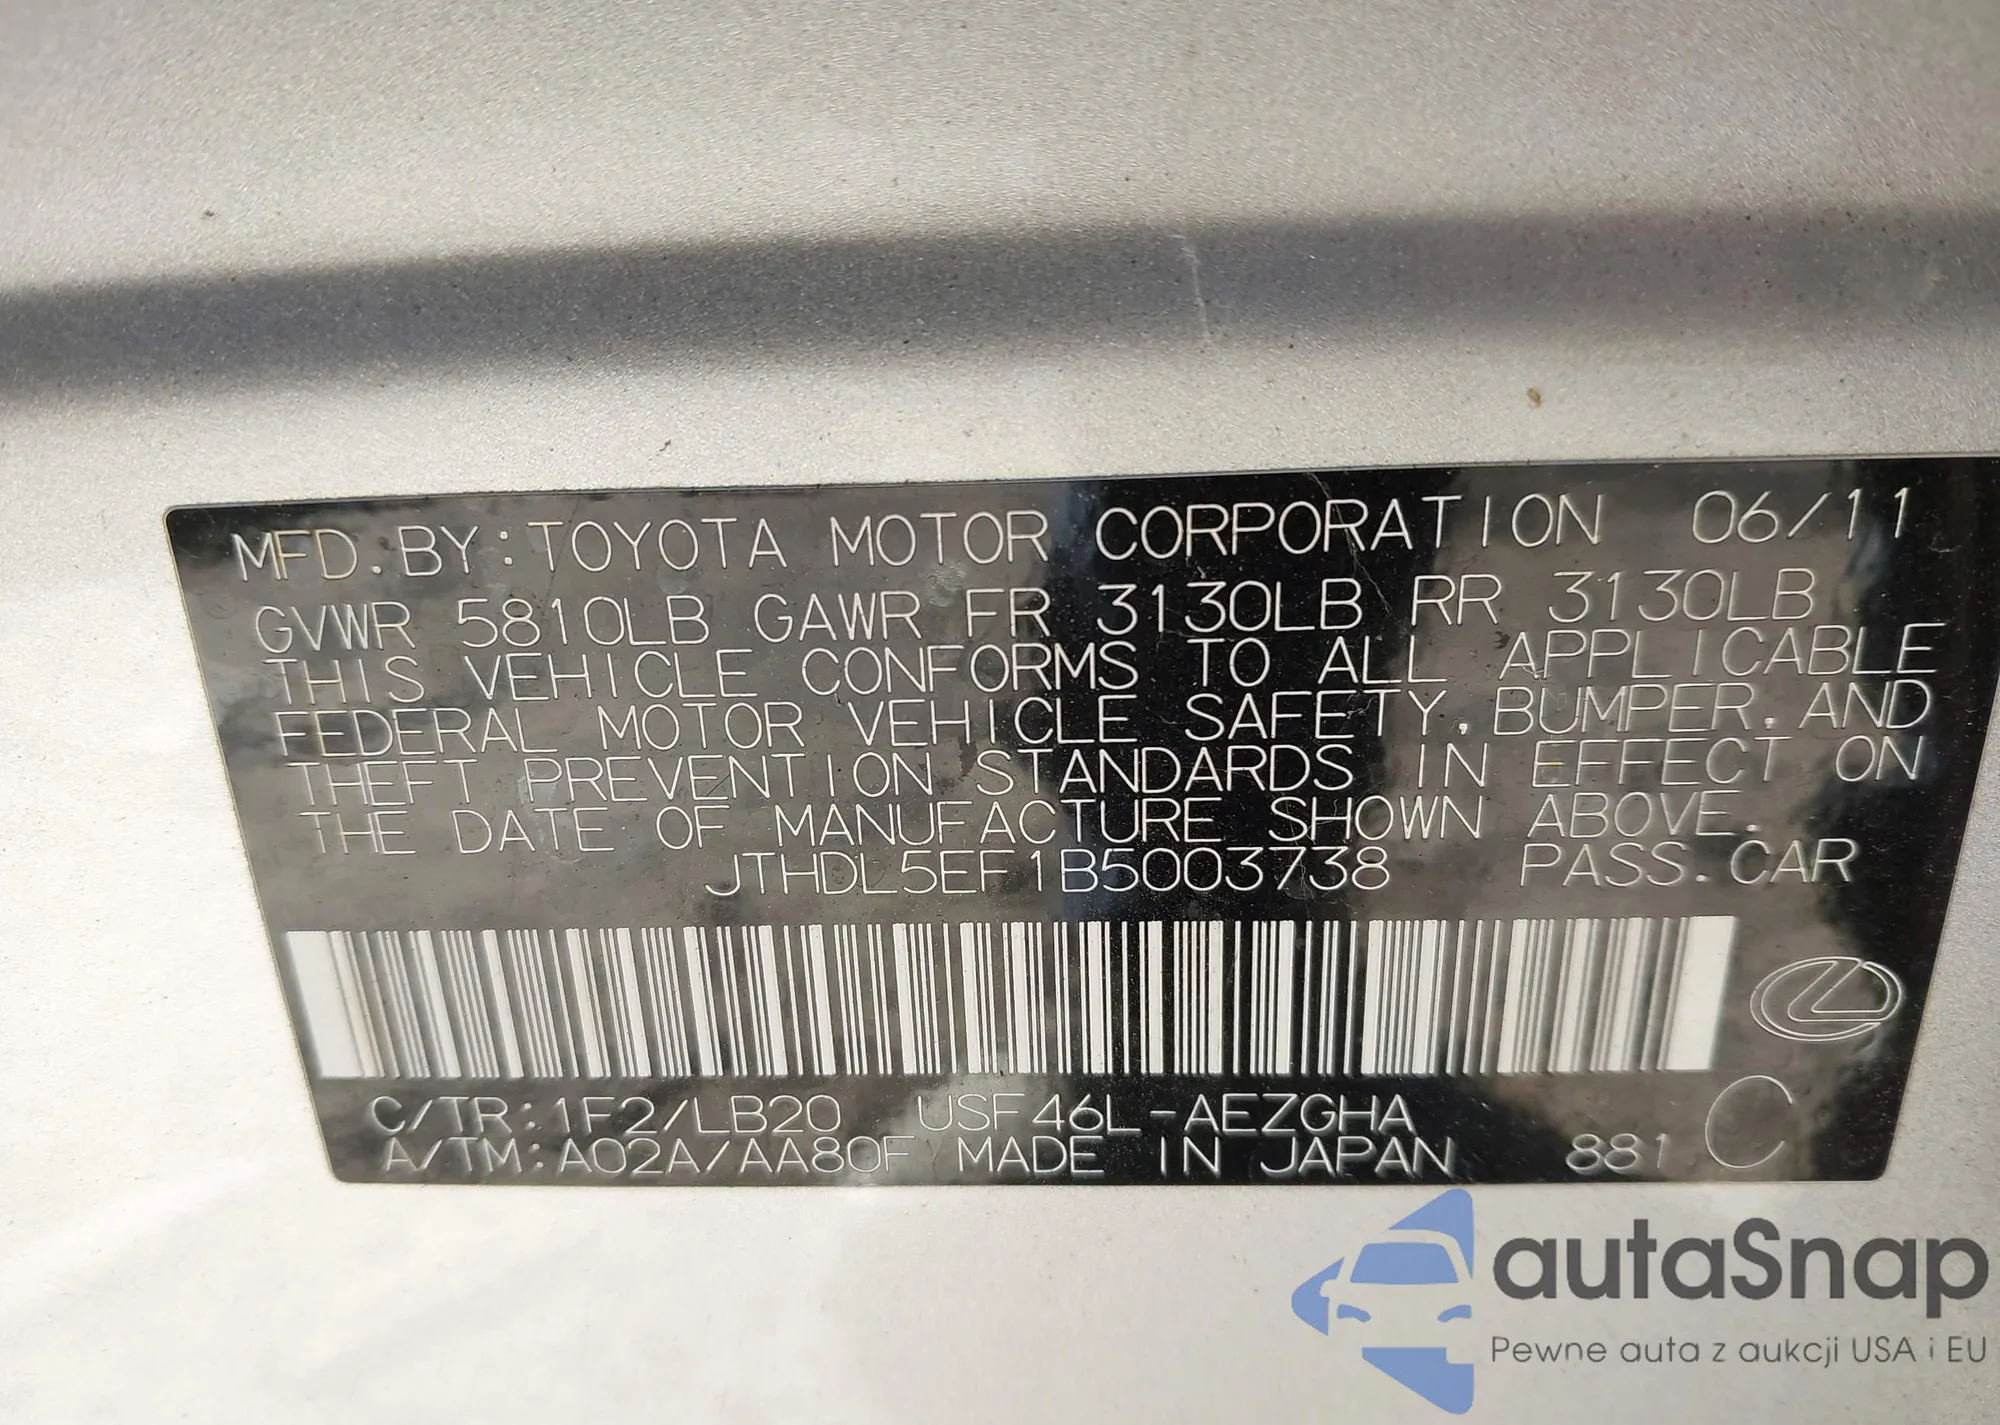 MFD. BY: TOYOTA MOTOR CORPORATION 06/11
GVWR 5810LB GAWR FR 3130LB RR 3130LB
THIS VEHICLE CONFORMS TO ALL APPLICABLE
FEDERAL MOTOR VEHICLE SAFETY, BUMPER, AND
THEFT PREVENTION STANDARDS IN EFFECT ON
THE DATE OF MANUFACTURE SHOWN ABOVE.
JTHDL5EF1B5003738 PASS. CAR
C/TR: 1F2/LB20 USF46L-AEZGHA
A/TM: A02A/AA80F MADE IN JAPAN 881 C
autaSnap
Pewne auta z aukcji USA i EU